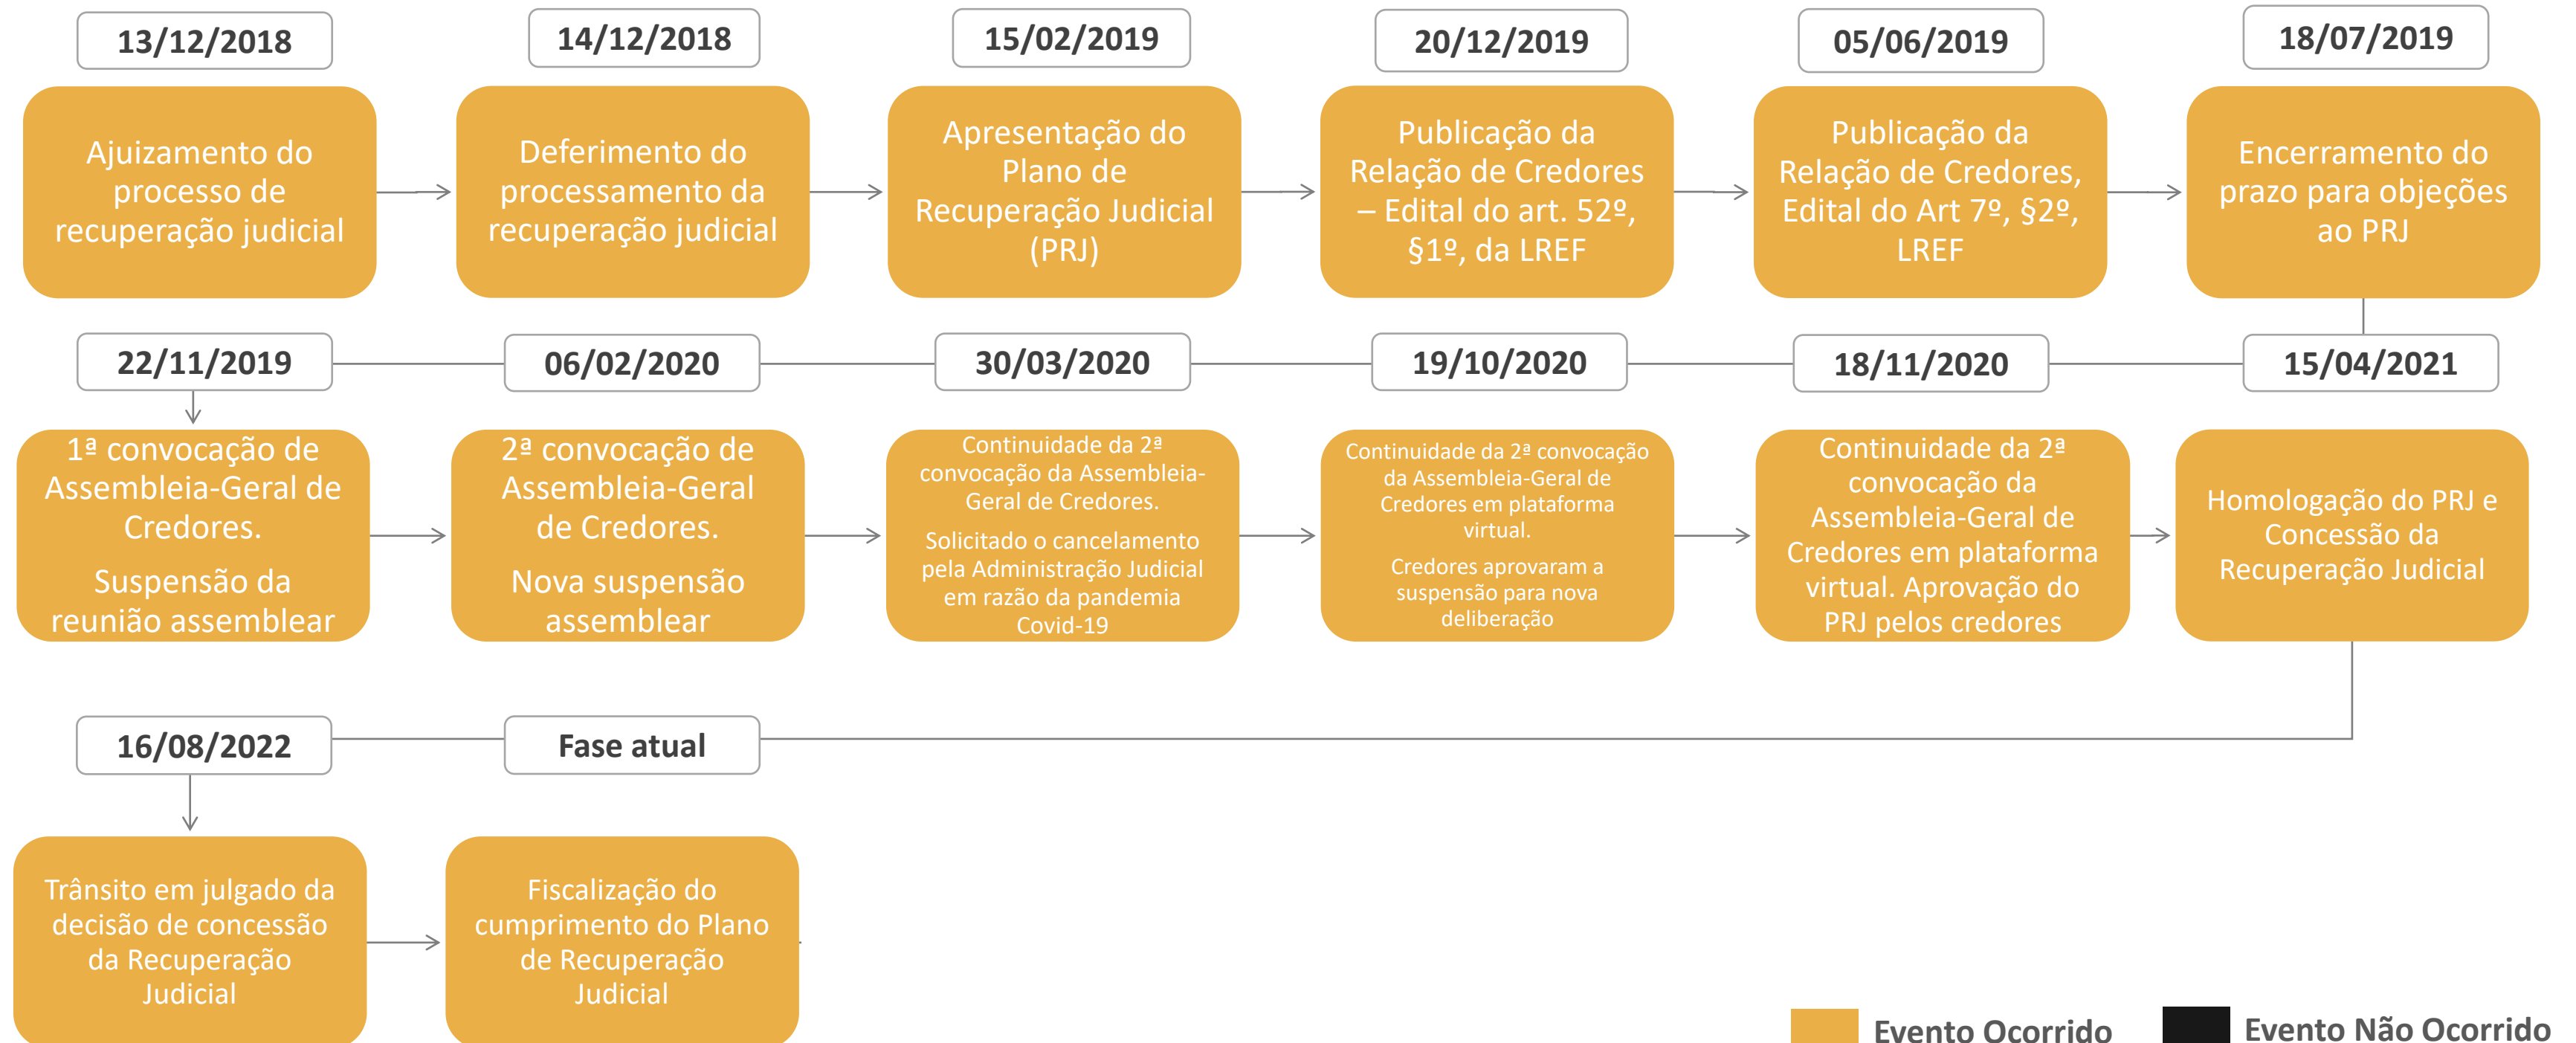 13/12/2018
14/12/2018
15/02/2019
20/12/2019
05/06/2019
18/07/2019
Ajuizamento do
processo de
recuperação judicial
Deferimento do
processamento da
recuperação judicial
Apresentação do
Plano de
Recuperação Judicial
(PRJ)
Publicação da
Relação de Credores
– Edital do art. 52º,
§1º, da LREF
Publicação da
Relação de Credores,
Edital do Art 7º, §2º,
LREF
Encerramento do
prazo para objeções
ao PRJ
22/11/2019
06/02/2020
30/03/2020
19/10/2020
18/11/2020
15/04/2021
1ª convocação de
Assembleia-Geral de
Credores.
Suspensão da
reunião assemblear
2ª convocação de
Assembleia-Geral
de Credores.
Nova suspensão
assemblear
Continuidade da 2ª
convocação da Assembleia-
Geral de Credores.
Solicitado o cancelamento
pela Administração Judicial
em razão da pandemia
Covid-19
Continuidade da 2ª convocação
da Assembleia-Geral de
Credores em plataforma
virtual.
Credores aprovaram a
suspensão para nova
deliberação
Continuidade da 2ª
convocação da
Assembleia-Geral de
Credores em plataforma
virtual. Aprovação do
PRJ pelos credores
Homologação do PRJ e
Concessão da
Recuperação Judicial
16/08/2022
Fase atual
Trânsito em julgado da
decisão de concessão
da Recuperação
Judicial
Fiscalização do
cumprimento do Plano
de Recuperação
Judicial
Evento Ocorrido
Evento Não Ocorrido